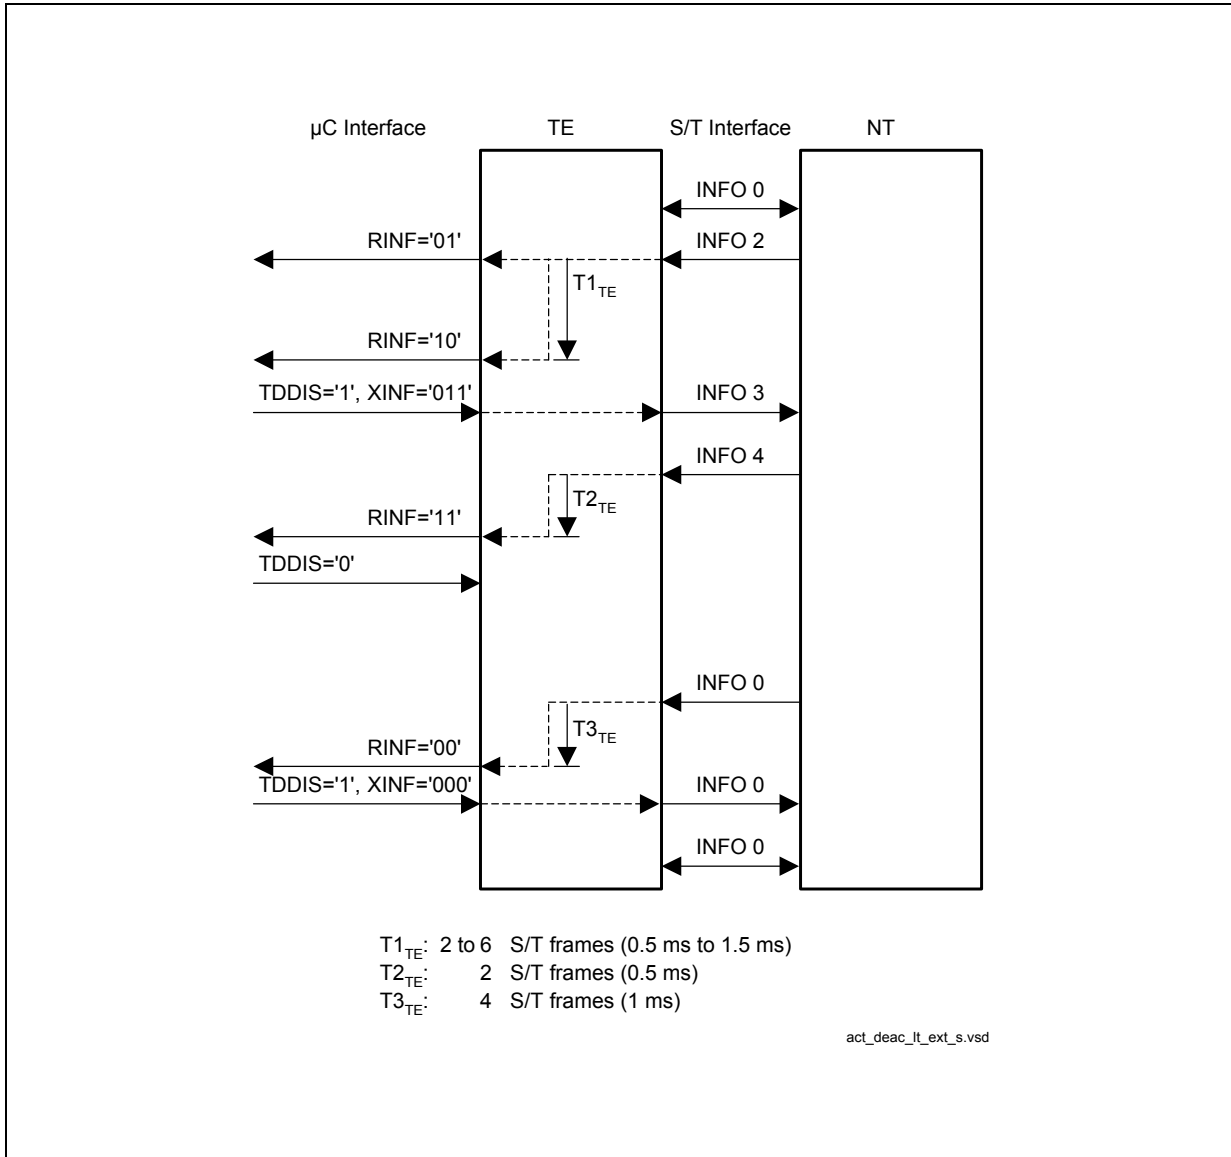 µC Interface TE S/T Interface NT
INFO 0
RINF='01' INFO 2
T1TE
RINF='10'
TDDIS='1', XINF='011' INFO 3
INFO 4
T2TE
RINF='11'
TDDIS='0'
INFO 0
T3TE
RINF='00'
TDDIS='1', XINF='000' INFO 0
INFO 0
T1TE: 2 to 6 S/T frames (0.5 ms to 1.5 ms)
T2TE: 2 S/T frames (0.5 ms)
T3TE: 4 S/T frames (1 ms)
act_deac_lt_ext_s.vsd